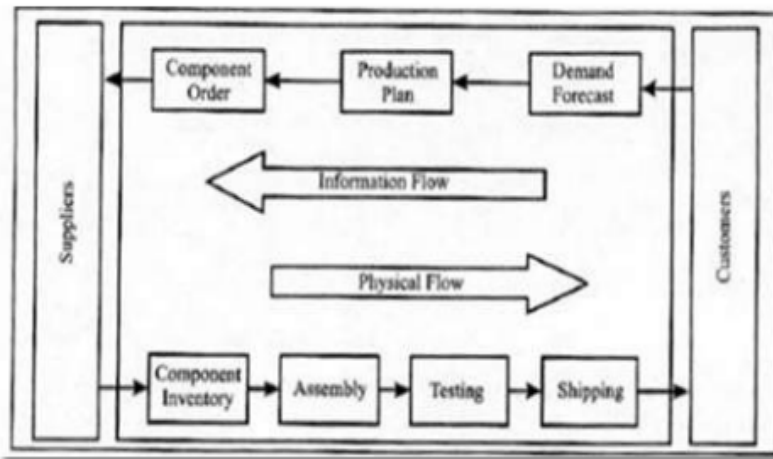 Suppliers
Component
Order
Production
Plan
Demand
Forecast
Information Flow
Physical Flow
Component
Inventory
Assembly
Testing
Shipping
Customers